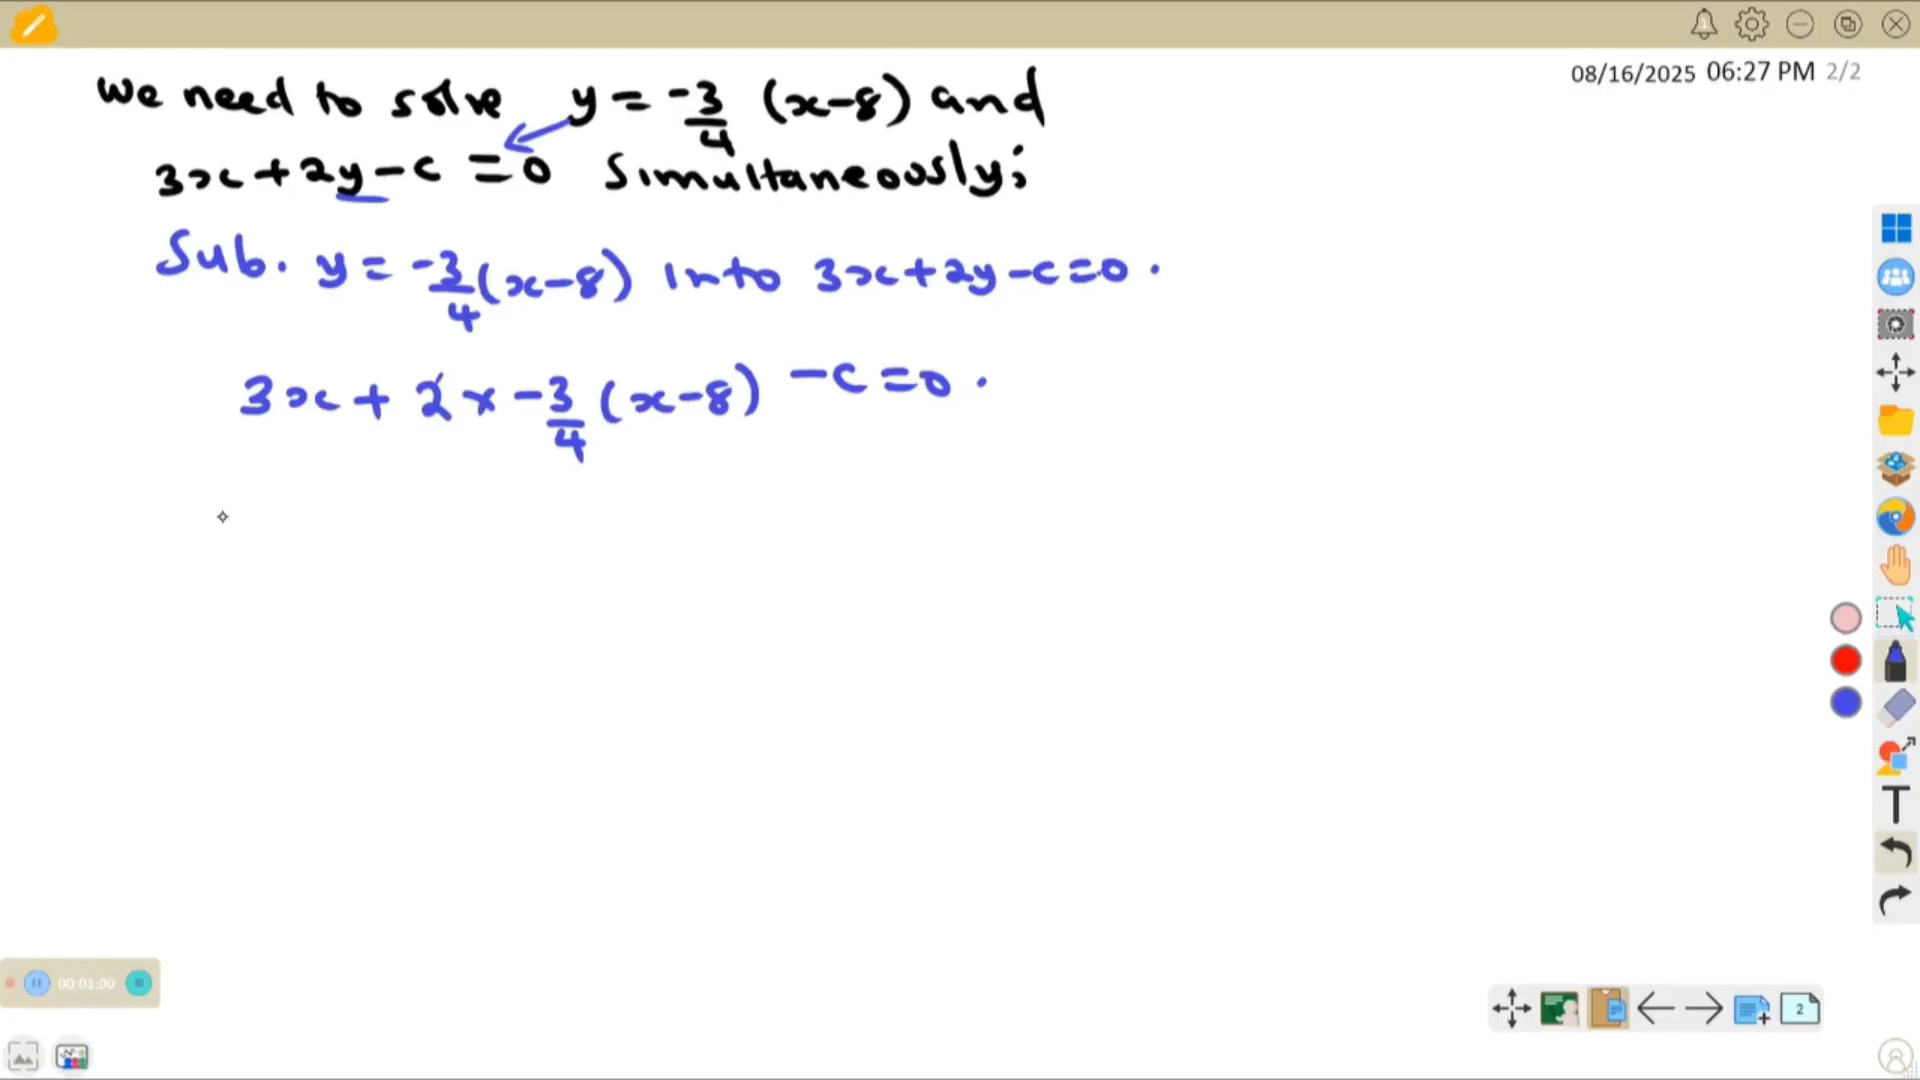 08/16/2025 06:27 PM 2/2
We need to solve y = -3/4 (x-8) and
3x + 2y - c = 0 Simultaneously;
Sub. y = -3/4 (x-8) into 3x+2y-c=0.
3x + 2 x -3/4 (x-8) -c=0.
00:01:00
2